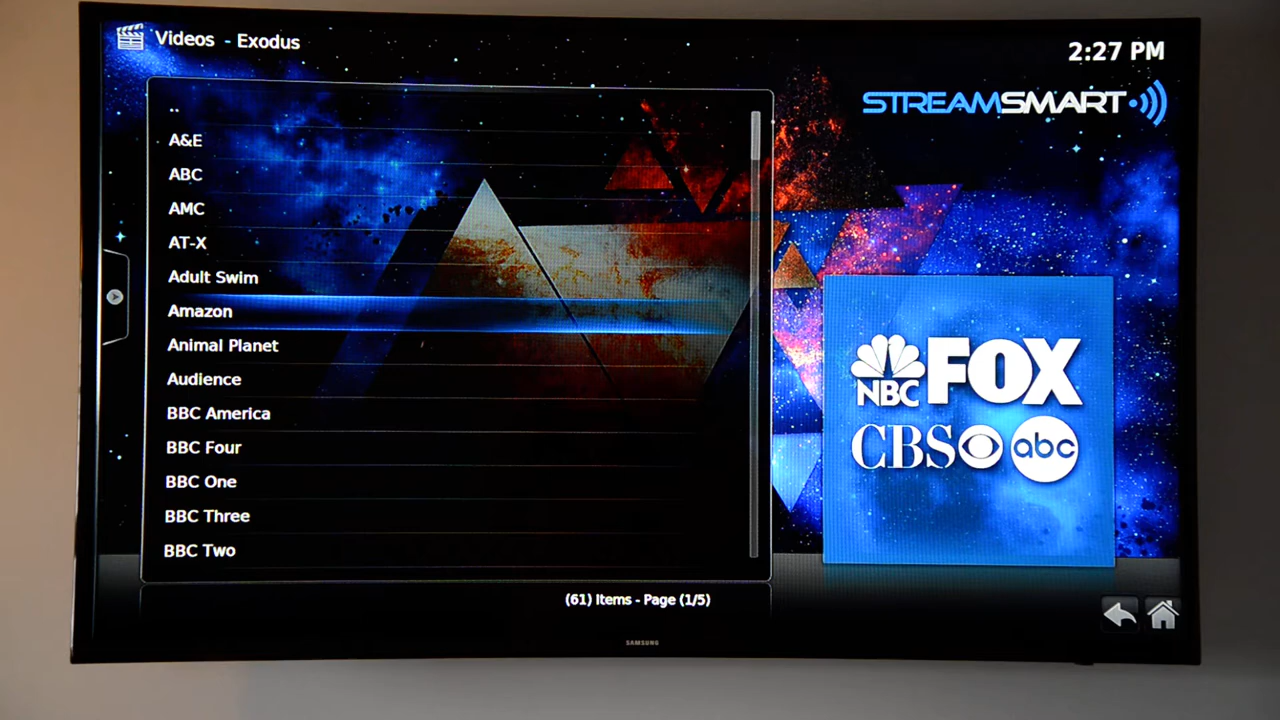 Videos - Exodus
2:27 PM
STREAMSMART
..
A&E
ABC
AMC
AT-X
Adult Swim
Amazon
Animal Planet
Audience
BBC America
BBC Four
BBC One
BBC Three
BBC Two
NBC FOX
CBS abc
(61) Items - Page (1/5)
SAMSUNG